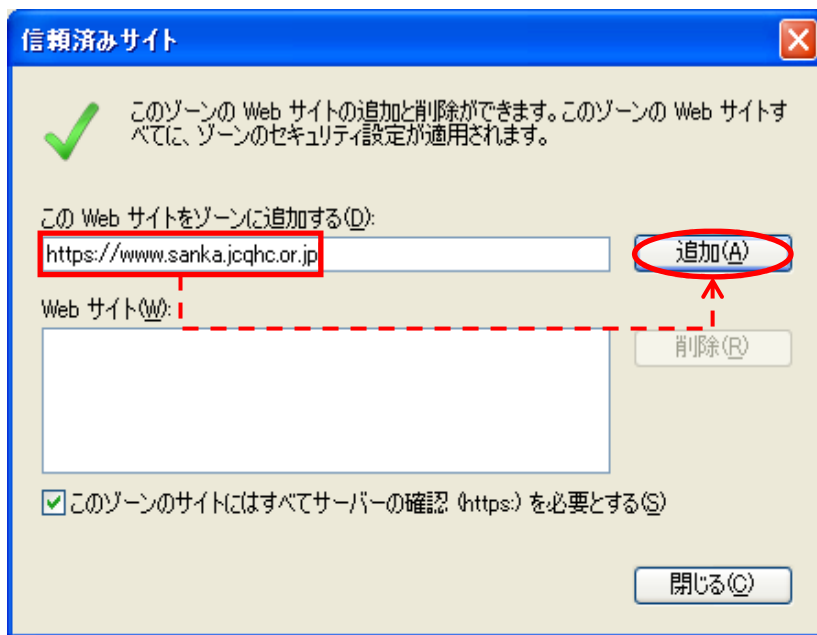 信頼済みサイト
このゾーンの Web サイトの追加と削除ができます。このゾーンの Web サイトす
べてに、ゾーンのセキュリティ設定が適用されます。
この Web サイトをゾーンに追加する(D):
https://www.sanka.jcqhc.or.jp
追加(A)
Web サイト(W):
削除(R)
このゾーンのサイトにはすべてサーバーの確認 (https:) を必要とする(S)
閉じる(C)